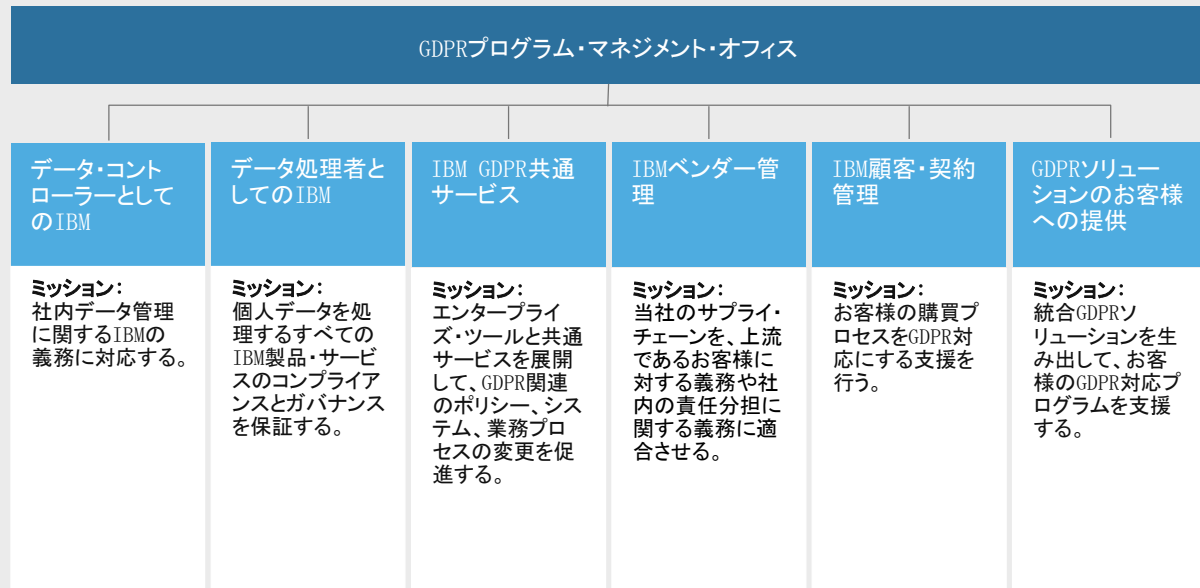 GDPRプログラム・マネジメント・オフィス
データ・コント
ローラーとして
のIBM
ミッション：
社内データ管理
に関するIBMの
義務に対応する。
データ処理者と
してのIBM
ミッション：
個人データを処
理するすべての
IBM製品・サービ
スのコンプライア
ンスとガバナンス
を保証する。
IBM GDPR共通
サービス
ミッション：
エンタープライ
ズ・ツールと共通
サービスを展開
して、GDPR関連
のポリシー、シス
テム、業務プロ
セスの変更を促
進する。
IBMベンダー管
理
ミッション：
当社のサプライ・
チェーンを、上流
であるお客様に
対する義務や社
内の責任分担に
関する義務に適
合させる。
IBM顧客・契約
管理
ミッション：
お客様の購買プ
ロセスをGDPR対
応にする支援を
行う。
GDPRソリュー
ションのお客様
への提供
ミッション：
統合GDPRソ
リューションを生
み出して、お客
様のGDPR対応プ
ログラムを支援
する。